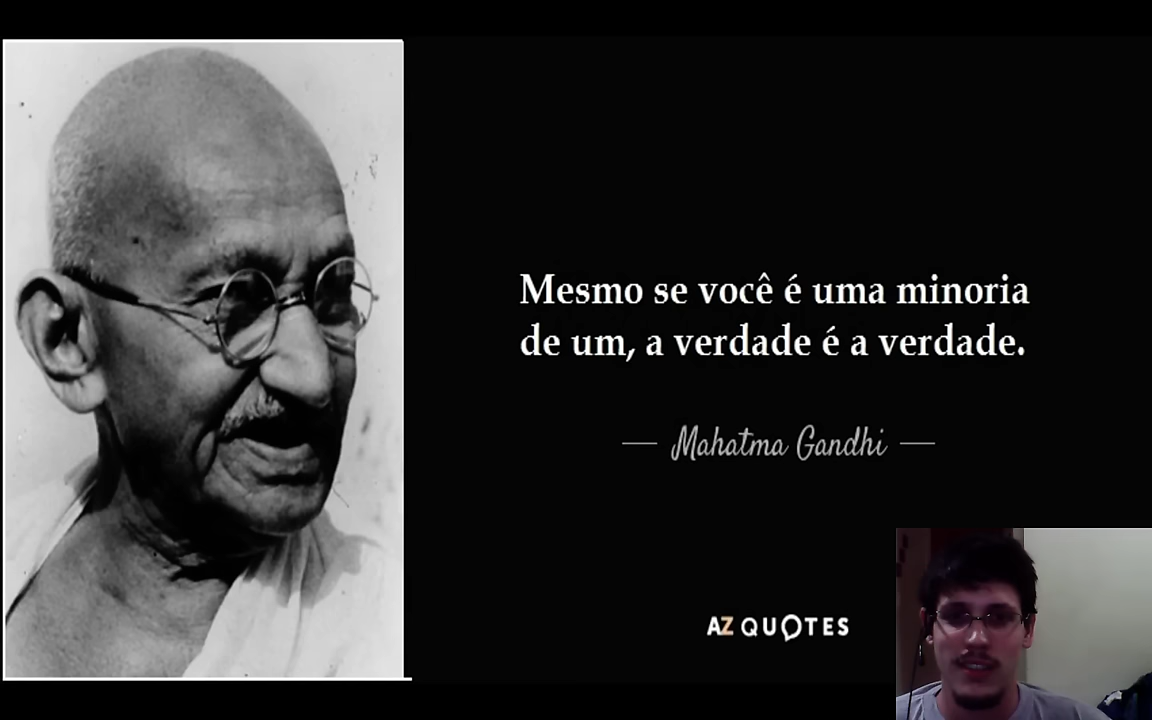 Mesmo se você é uma minoria
de um, a verdade é a verdade.
Mahatma Gandhi
AZ QUOTES